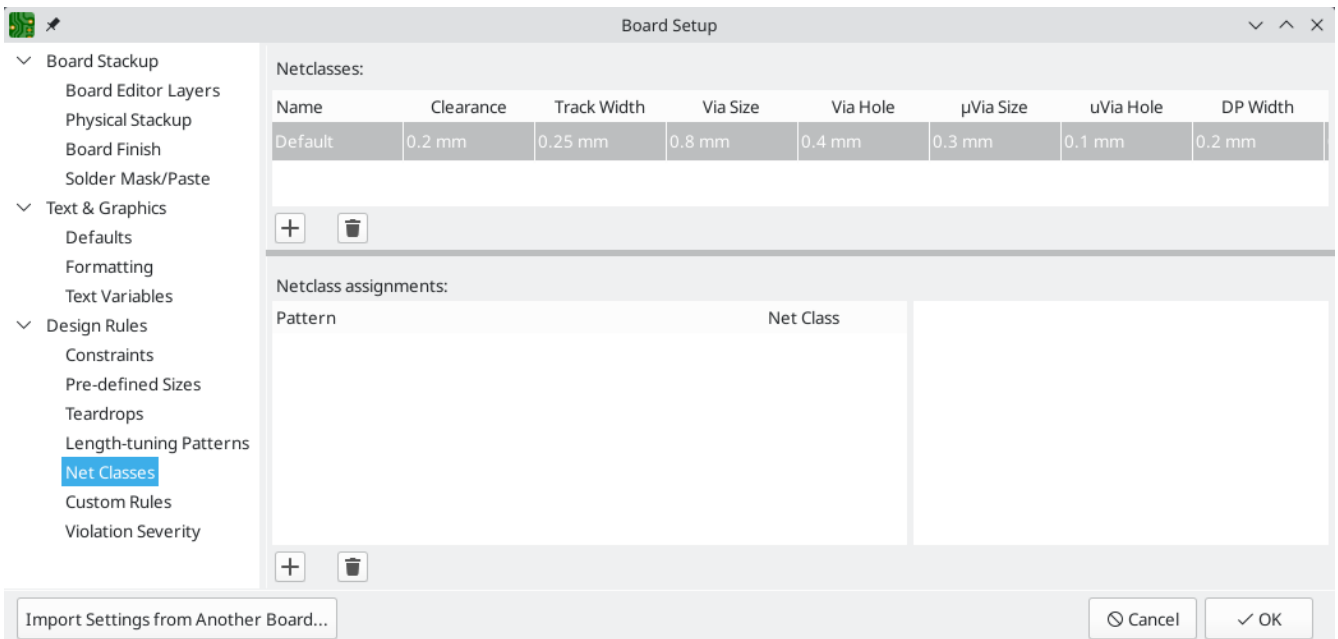 Board Setup
Board Stackup
Board Editor Layers
Physical Stackup
Board Finish
Solder Mask/Paste
Text & Graphics
Defaults
Formatting
Text Variables
Design Rules
Constraints
Pre-defined Sizes
Teardrops
Length-tuning Patterns
Net Classes
Custom Rules
Violation Severity
Netclasses:
Name Clearance Track Width Via Size Via Hole µVia Size uVia Hole DP Width
Default 0.2 mm 0.25 mm 0.8 mm 0.4 mm 0.3 mm 0.1 mm 0.2 mm
Netclass assignments:
Pattern Net Class
Import Settings from Another Board... Cancel OK